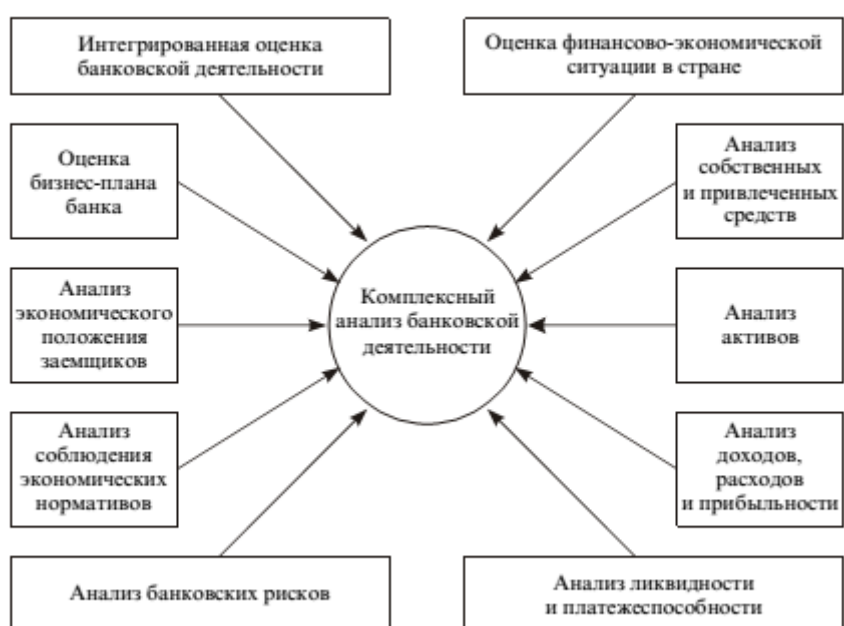 Интегрированная оценка
банковской деятельности
Оценка финансово-экономической
ситуации в стране
Оценка
бизнес-плана
банка
Анализ
собственных
и привлеченных
средств
Анализ
экономического
положения
заемщиков
Комплексный
анализ банковской
деятельности
Анализ
активов
Анализ
соблюдения
экономических
нормативов
Анализ
доходов,
расходов
и прибыльности
Анализ банковских рисков
Анализ ликвидности
и платежеспособности